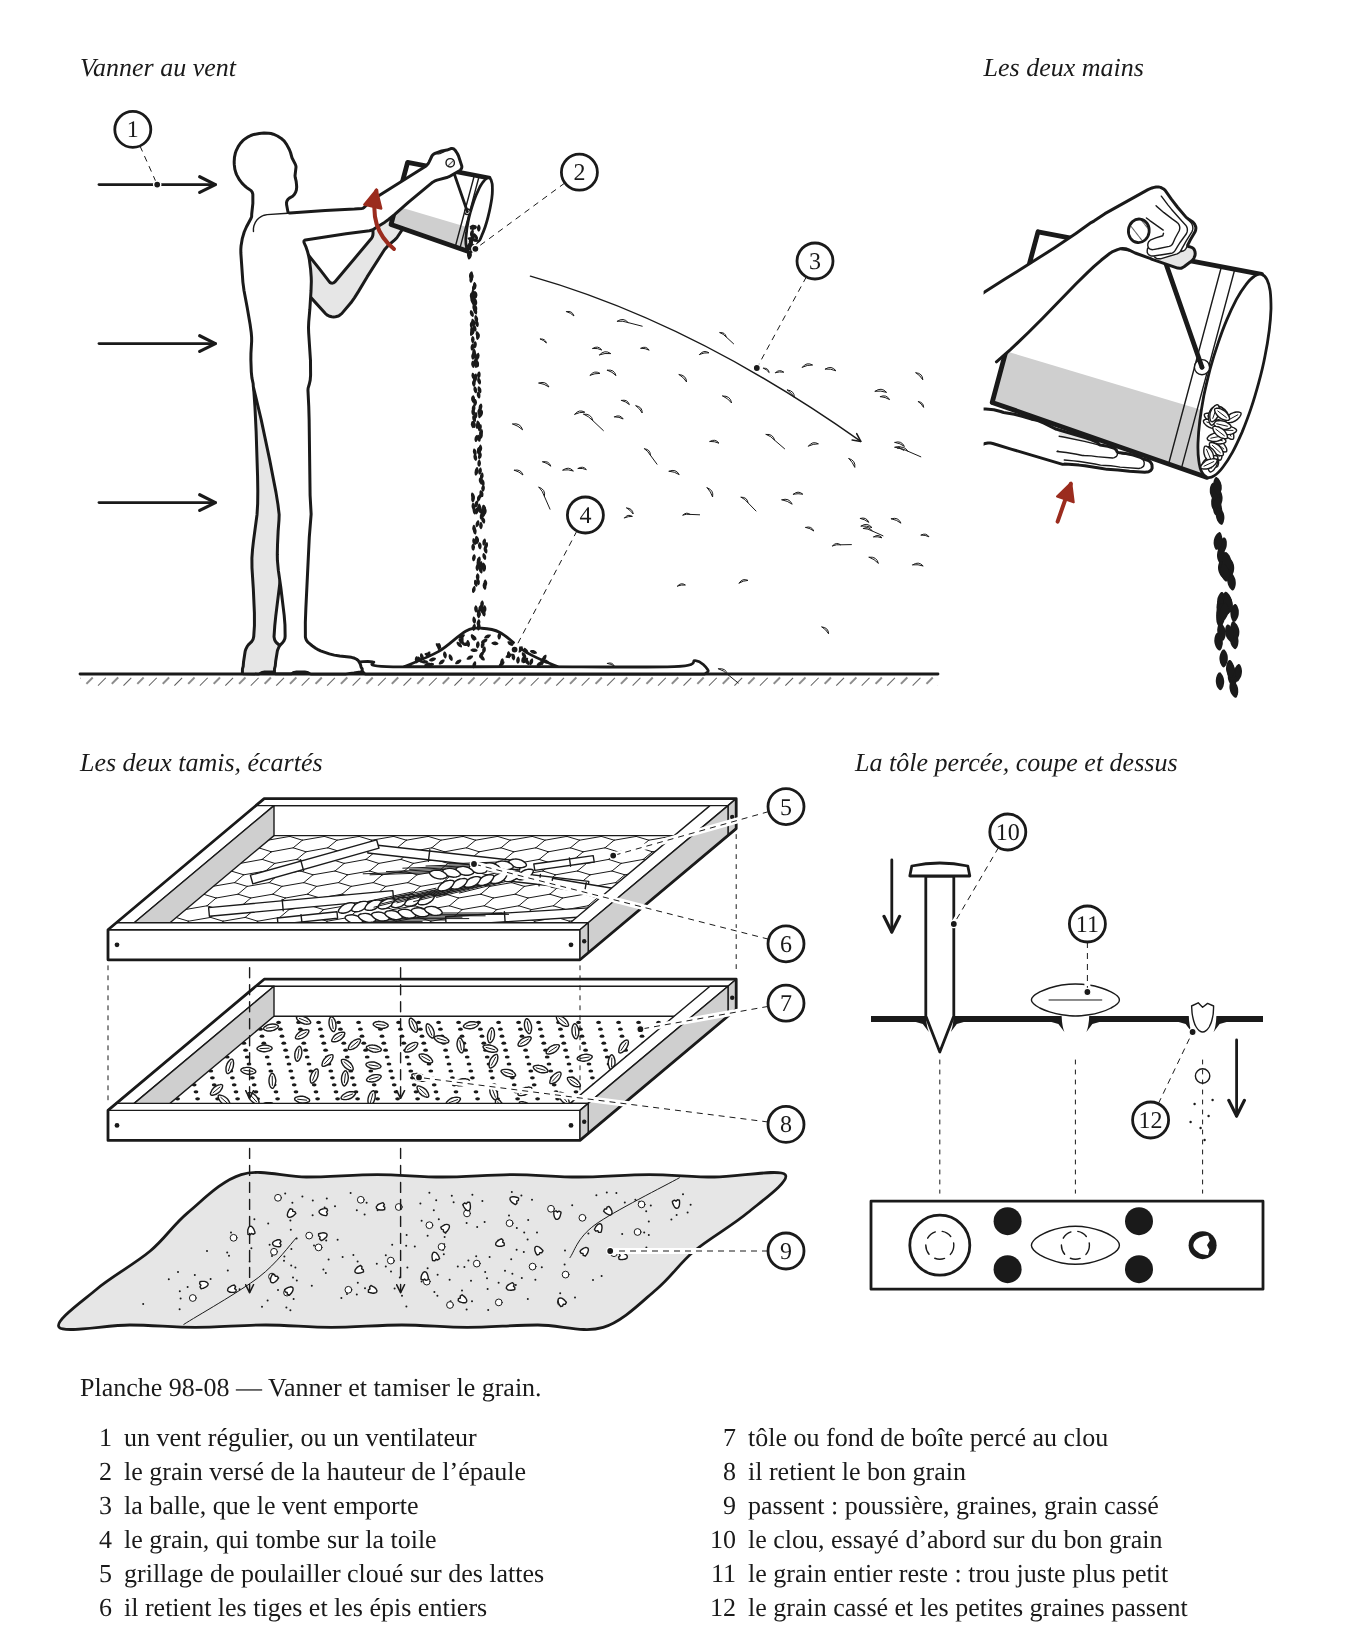 Vanner au vent
Les deux mains
1
2
3
4
Les deux tamis, écartés
La tôle percée, coupe et dessus
5
10
11
6
7
12
8
9
Planche 98-08 — Vanner et tamiser le grain.
1 un vent régulier, ou un ventilateur
2 le grain versé de la hauteur de l’épaule
3 la balle, que le vent emporte
4 le grain, qui tombe sur la toile
5 grillage de poulailler cloué sur des lattes
6 il retient les tiges et les épis entiers
7 tôle ou fond de boîte percé au clou
8 il retient le bon grain
9 passent : poussière, graines, grain cassé
10 le clou, essayé d’abord sur du bon grain
11 le grain entier reste : trou juste plus petit
12 le grain cassé et les petites graines passent